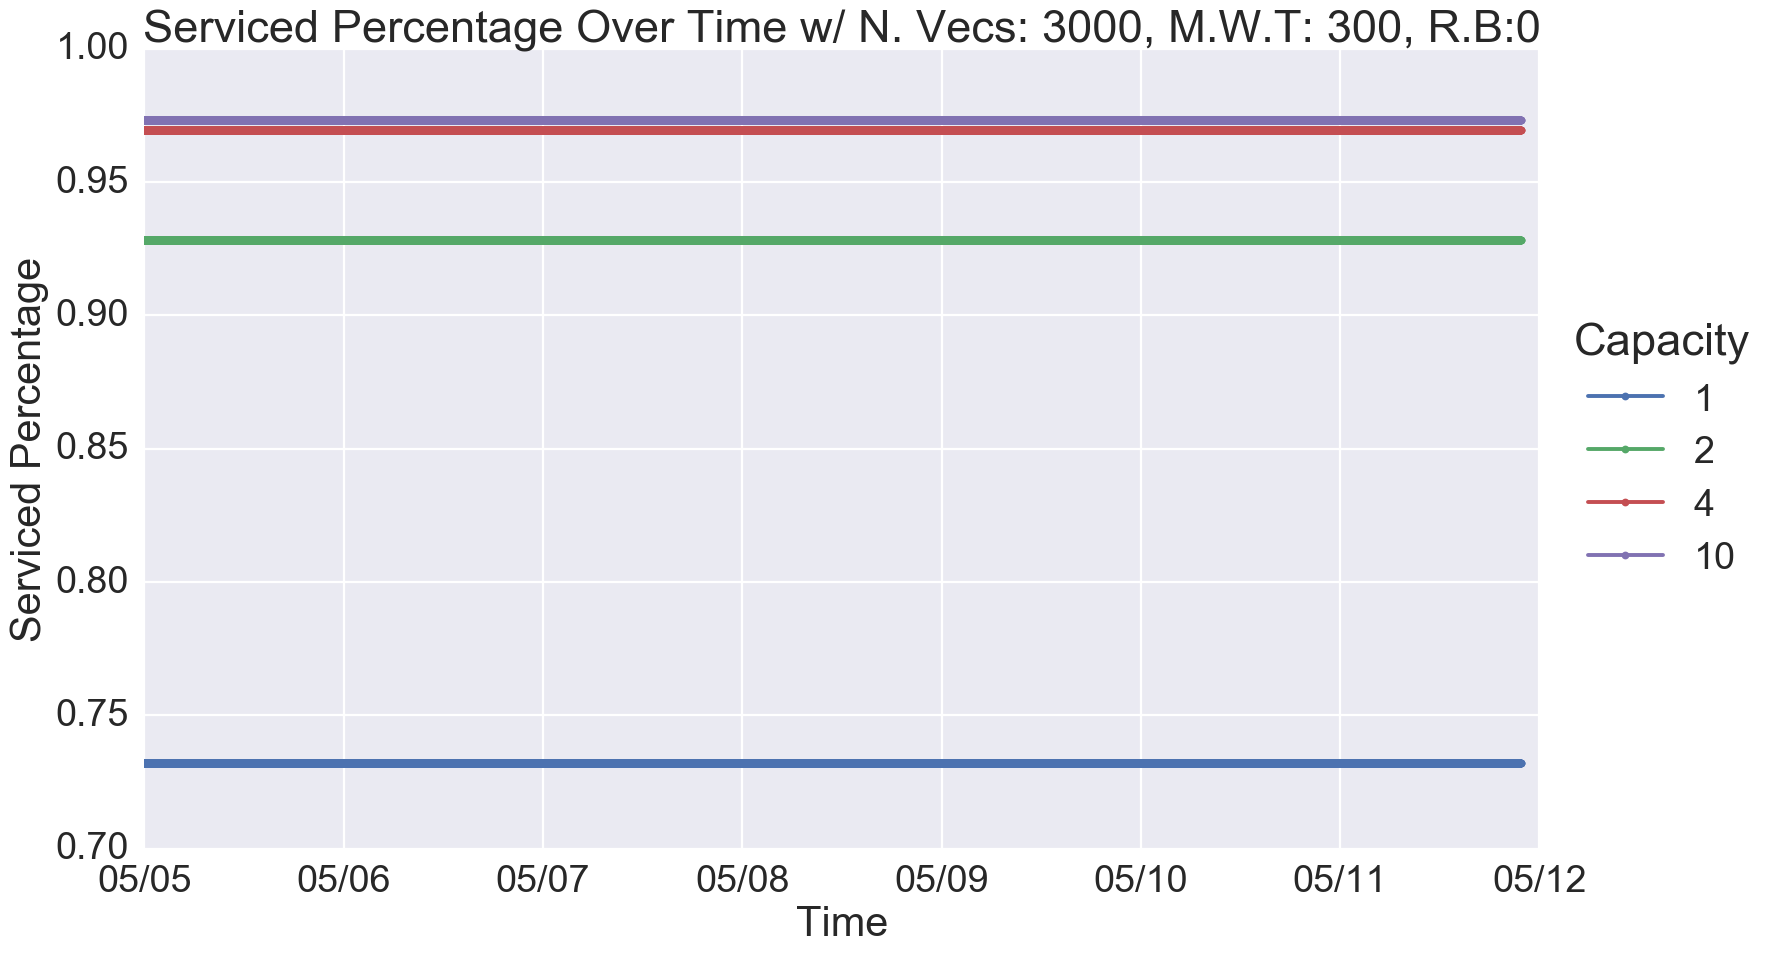 Serviced Percentage Over Time w/ N. Vecs: 3000, M.W.T: 300, R.B:0
1.00
0.95
0.90
0.85
0.80
0.75
0.70
Serviced Percentage
05/05 05/06 05/07 05/08 05/09 05/10 05/11 05/12
Time
Capacity
1
2
4
10